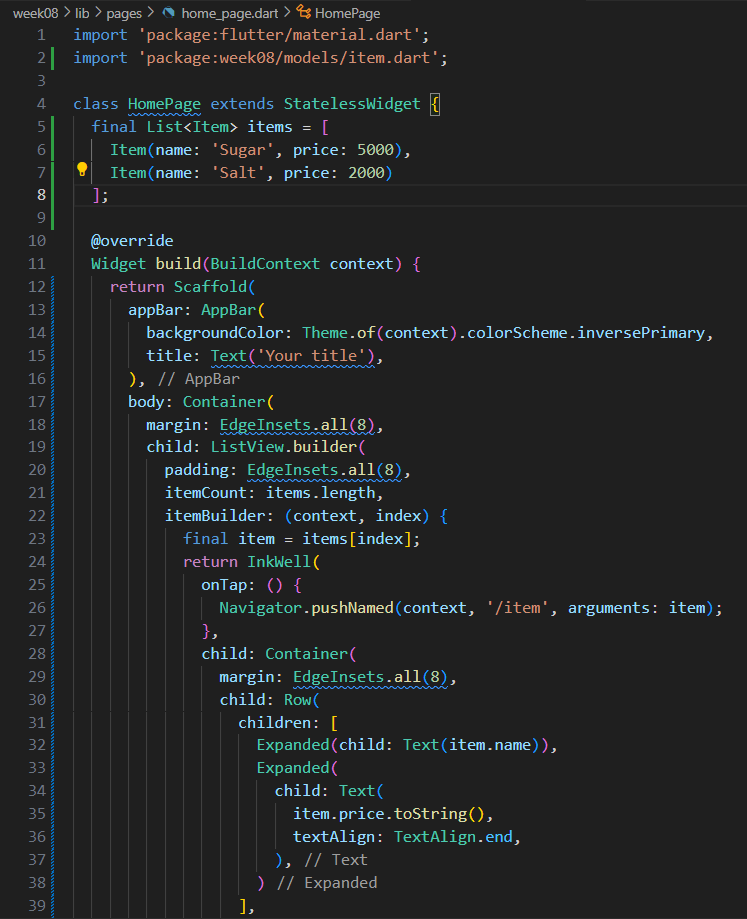 week08 > lib > pages > home_page.dart > HomePage
1 import 'package:flutter/material.dart';
2 import 'package:week08/models/item.dart';
3
4 class HomePage extends StatelessWidget {
5   final List<Item> items = [
6     Item(name: 'Sugar', price: 5000),
7     Item(name: 'Salt', price: 2000)
8   ];
9
10   @override
11   Widget build(BuildContext context) {
12     return Scaffold(
13       appBar: AppBar(
14         backgroundColor: Theme.of(context).colorScheme.inversePrimary,
15         title: Text('Your title'),
16       ), // AppBar
17       body: Container(
18         margin: EdgeInsets.all(8),
19         child: ListView.builder(
20           padding: EdgeInsets.all(8),
21           itemCount: items.length,
22           itemBuilder: (context, index) {
23             final item = items[index];
24             return InkWell(
25               onTap: () {
26                 Navigator.pushNamed(context, '/item', arguments: item);
27               },
28               child: Container(
29                 margin: EdgeInsets.all(8),
30                 child: Row(
31                   children: [
32                     Expanded(child: Text(item.name)),
33                     Expanded(
34                       child: Text(
35                         item.price.toString(),
36                         textAlign: TextAlign.end,
37                       ), // Text
38                     ) // Expanded
39                   ],